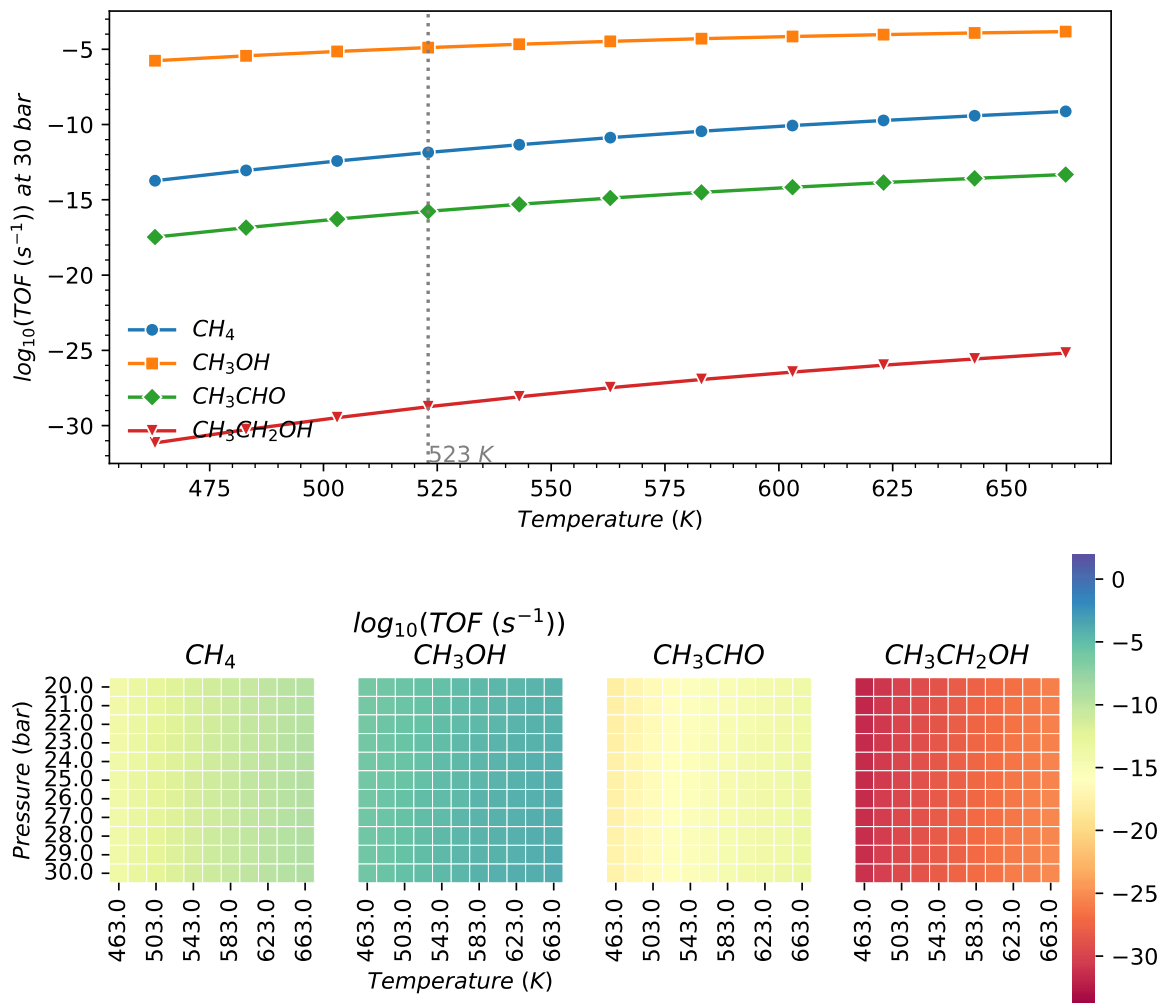 log₁₀(TOF (s⁻¹)) at 30 bar
−5
−10
−15
−20
−25
−30
CH₄
CH₃OH
CH₃CHO
CH₃CH₂OH
523 K
475 500 525 550 575 600 625 650
Temperature (K)
log₁₀(TOF (s⁻¹))
CH₄ CH₃OH CH₃CHO CH₃CH₂OH
Pressure (bar)
20.0
21.0
22.0
23.0
24.0
25.0
26.0
27.0
28.0
29.0
30.0
463.0 503.0 543.0 583.0 623.0 663.0
463.0 503.0 543.0 583.0 623.0 663.0
463.0 503.0 543.0 583.0 623.0 663.0
463.0 503.0 543.0 583.0 623.0 663.0
Temperature (K)
0
−5
−10
−15
−20
−25
−30